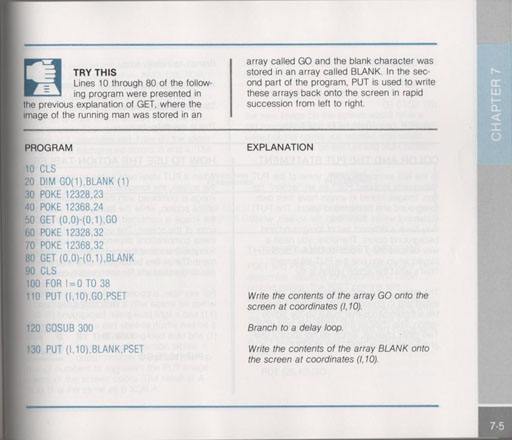 TRY THIS
Lines 10 through 80 of the follow-
ing program were presented in
the previous explanation of GET, where the
image of the running man was stored in an
array called GO and the blank character was
stored in an array called BLANK. In the sec-
ond part of the program, PUT is used to write
these arrays back onto the screen in rapid
succession from left to right.
CHAPTER 7
PROGRAM
EXPLANATION
10 CLS
20 DIM GO(1),BLANK (1)
30 POKE 12328,23
40 POKE 12368,24
50 GET (0,0)-(0,1),GO
60 POKE 12328,32
70 POKE 12368,32
80 GET (0,0)-(0,1),BLANK
90 CLS
100 FOR I=0 TO 38
110 PUT (I,10),GO,PSET
Write the contents of the array GO onto the
screen at coordinates (I,10).
120 GOSUB 300
Branch to a delay loop.
130 PUT (I,10),BLANK,PSET
Write the contents of the array BLANK onto
the screen at coordinates (I,10).
7-5